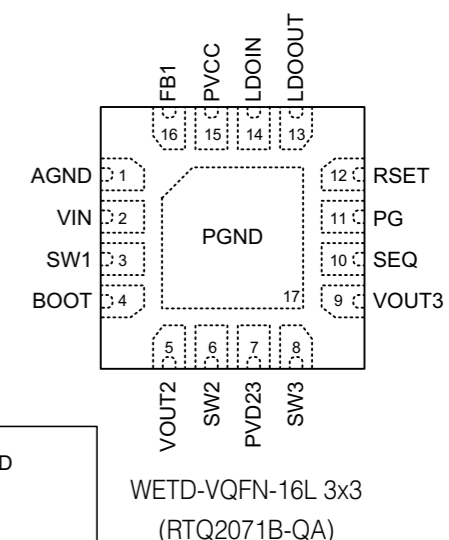 FB1
PVCC
LDOIN
LDOOUT
16
15
14
13
AGND
1
12
RSET
VIN
2
11
PG
SW1
3
10
SEQ
BOOT
4
9
VOUT3
PGND
17
5
6
7
8
VOUT2
SW2
PVD23
SW3
D
WETD-VQFN-16L 3x3
(RTQ2071B-QA)